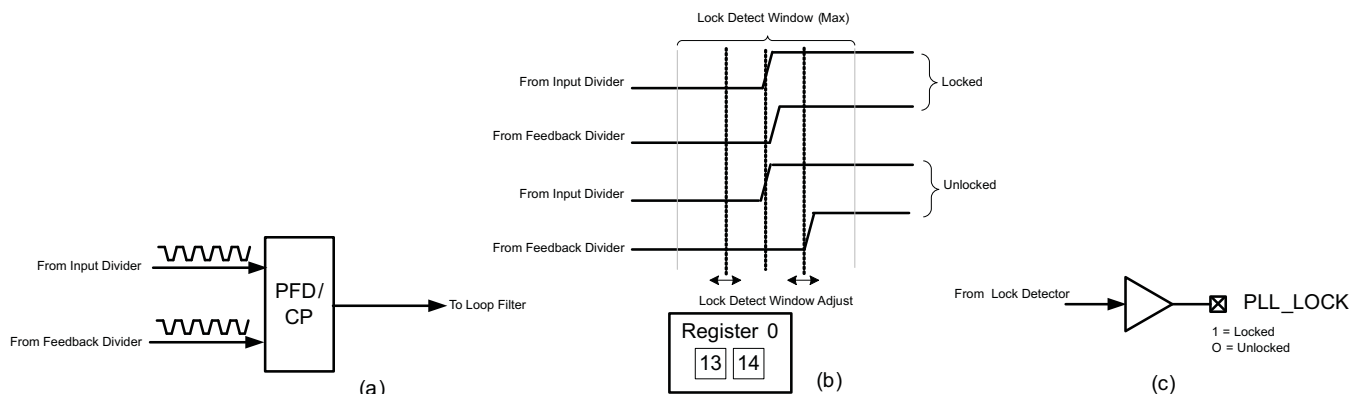 From Input Divider
From Feedback Divider
PFD/
CP
To Loop Filter
(a)
Lock Detect Window (Max)
From Input Divider
From Feedback Divider
Locked
From Input Divider
From Feedback Divider
Unlocked
Lock Detect Window Adjust
Register 0
13 14
(b)
From Lock Detector
PLL_LOCK
1 = Locked
O = Unlocked
(c)